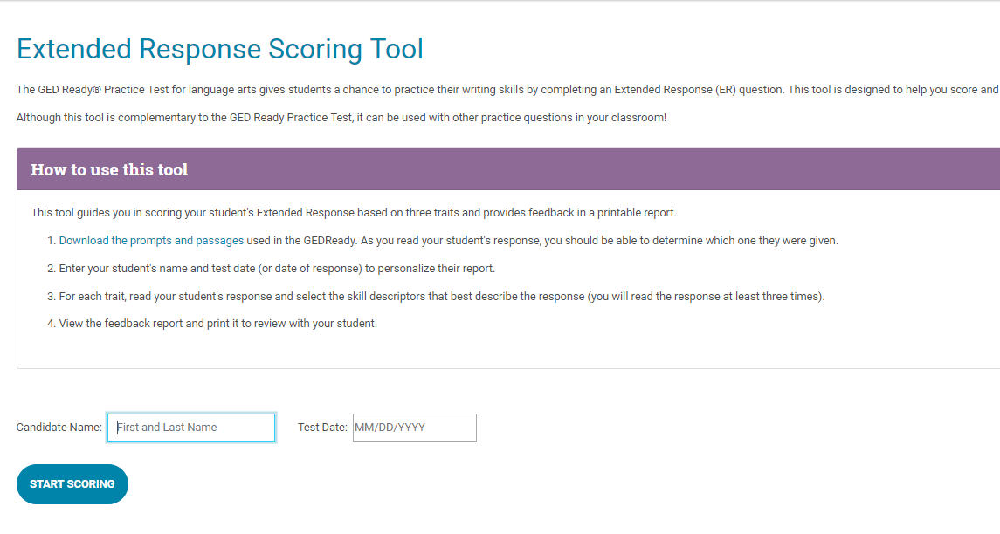 Extended Response Scoring Tool
The GED Ready® Practice Test for language arts gives students a chance to practice their writing skills by completing an Extended Response (ER) question. This tool is designed to help you score and
Although this tool is complementary to the GED Ready Practice Test, it can be used with other practice questions in your classroom!
How to use this tool
This tool guides you in scoring your student's Extended Response based on three traits and provides feedback in a printable report.
1. Download the prompts and passages used in the GEDReady. As you read your student's response, you should be able to determine which one they were given.
2. Enter your student's name and test date (or date of response) to personalize their report.
3. For each trait, read your student's response and select the skill descriptors that best describe the response (you will read the response at least three times).
4. View the feedback report and print it to review with your student.
Candidate Name: First and Last Name Test Date: MM/DD/YYYY
START SCORING